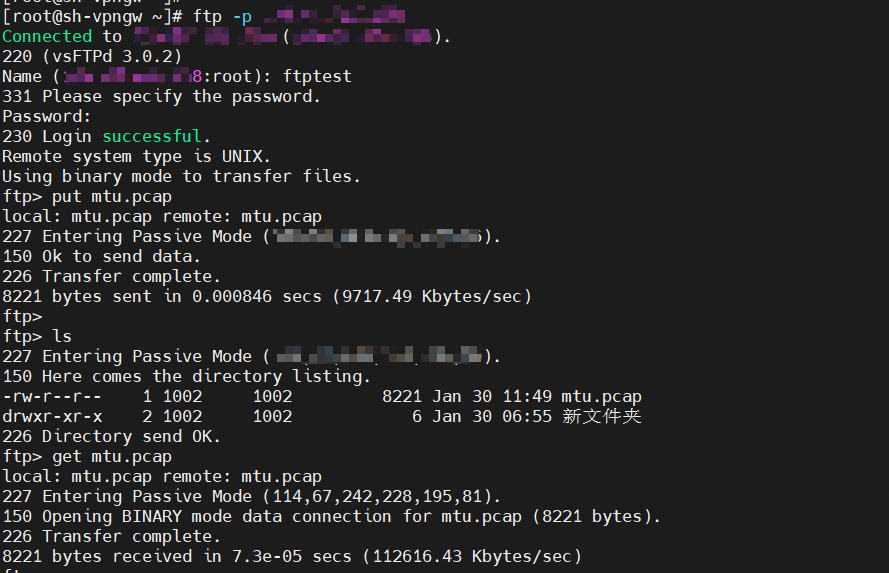 [root@sh-vpngw ~]#
[root@sh-vpngw ~]# ftp -p
Connected to ( ).
220 (vsFTPd 3.0.2)
Name (1 8:root): ftptest
331 Please specify the password.
Password:
230 Login successful.
Remote system type is UNIX.
Using binary mode to transfer files.
ftp> put mtu.pcap
local: mtu.pcap remote: mtu.pcap
227 Entering Passive Mode ( ).
150 Ok to send data.
226 Transfer complete.
8221 bytes sent in 0.000846 secs (9717.49 Kbytes/sec)
ftp>
ftp> ls
227 Entering Passive Mode ( ).
150 Here comes the directory listing.
-rw-r--r-- 1 1002 1002 8221 Jan 30 11:49 mtu.pcap
drwxr-xr-x 2 1002 1002 6 Jan 30 06:55 新文件夹
226 Directory send OK.
ftp> get mtu.pcap
local: mtu.pcap remote: mtu.pcap
227 Entering Passive Mode (114,67,242,228,195,81).
150 Opening BINARY mode data connection for mtu.pcap (8221 bytes).
226 Transfer complete.
8221 bytes received in 7.3e-05 secs (112616.43 Kbytes/sec)